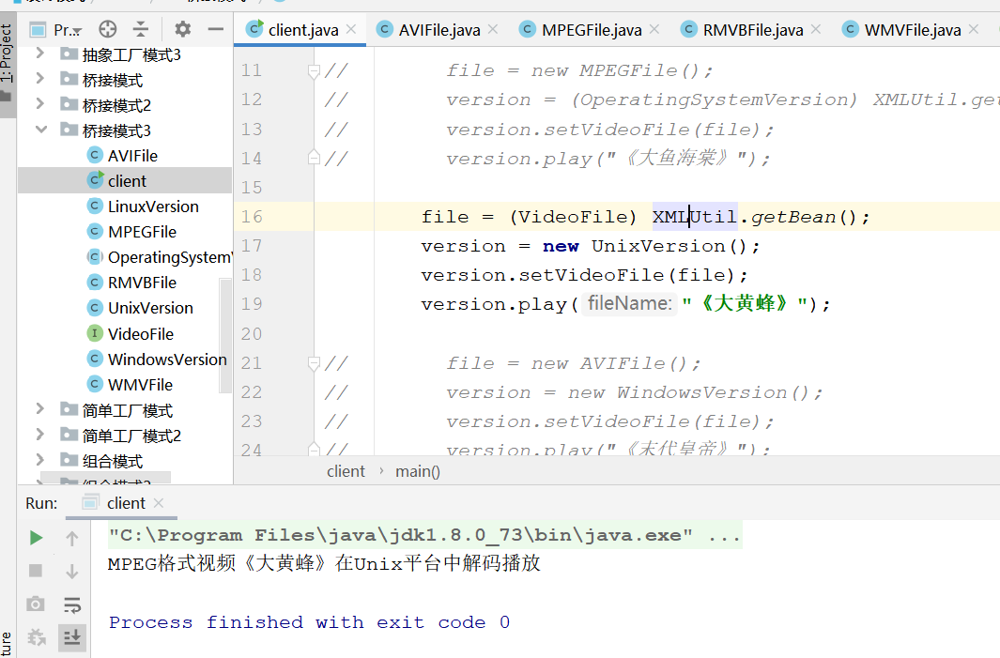 1: Project
Pr...
client.java
AVIFile.java
MPEGFile.java
RMVBFile.java
WMVFile.java
抽象工厂模式3
桥接模式
桥接模式2
桥接模式3
AVIFile
client
LinuxVersion
MPEGFile
OperatingSystem
RMVBFile
UnixVersion
VideoFile
WindowsVersion
WMVFile
简单工厂模式
简单工厂模式2
组合模式
11 // file = new MPEGFile();
12 // version = (OperatingSystemVersion) XMLUtil.get
13 // version.setVideoFile(file);
14 // version.play("《大鱼海棠》");
15
16 file = (VideoFile) XMLUtil.getBean();
17 version = new UnixVersion();
18 version.setVideoFile(file);
19 version.play( fileName: "《大黄蜂》");
20
21 // file = new AVIFile();
22 // version = new WindowsVersion();
23 // version.setVideoFile(file);
24 // version.play("《末代皇帝》");
client › main()
Run: client
"C:\Program Files\java\jdk1.8.0_73\bin\java.exe" ...
MPEG格式视频《大黄蜂》在Unix平台中解码播放
Process finished with exit code 0
ture